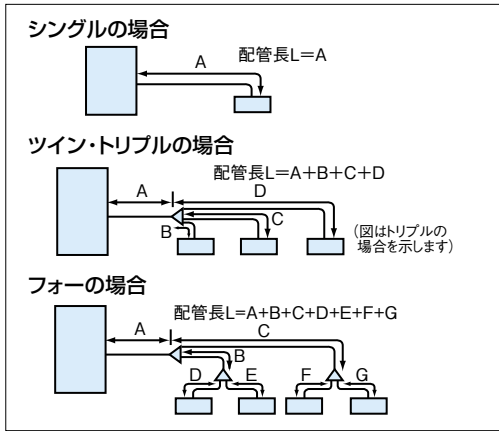 シングルの場合
A
配管長L=A
ツイン・トリプルの場合
配管長L=A+B+C+D
A
D
C
B
(図はトリプルの
場合を示します)
フォーの場合
配管長L=A+B+C+D+E+F+G
A
C
B
D
E
F
G